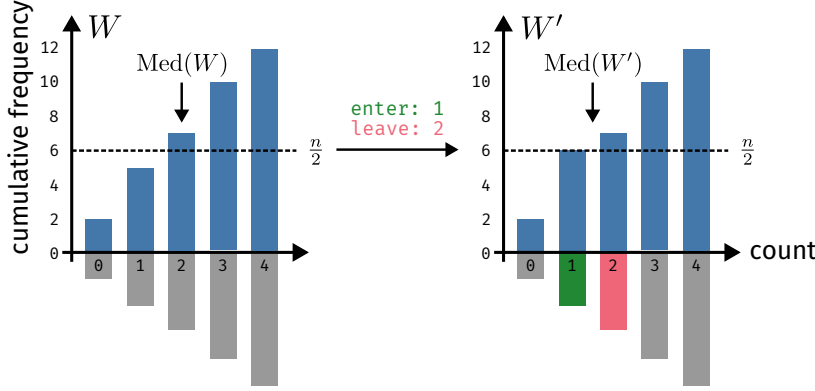 cumulative frequency
W
12
10
8
6
4
2
0
Med(W)
n/2
0 1 2 3 4
enter: 1
leave: 2
W'
12
10
8
6
4
2
0
Med(W')
n/2
0 1 2 3 4
count